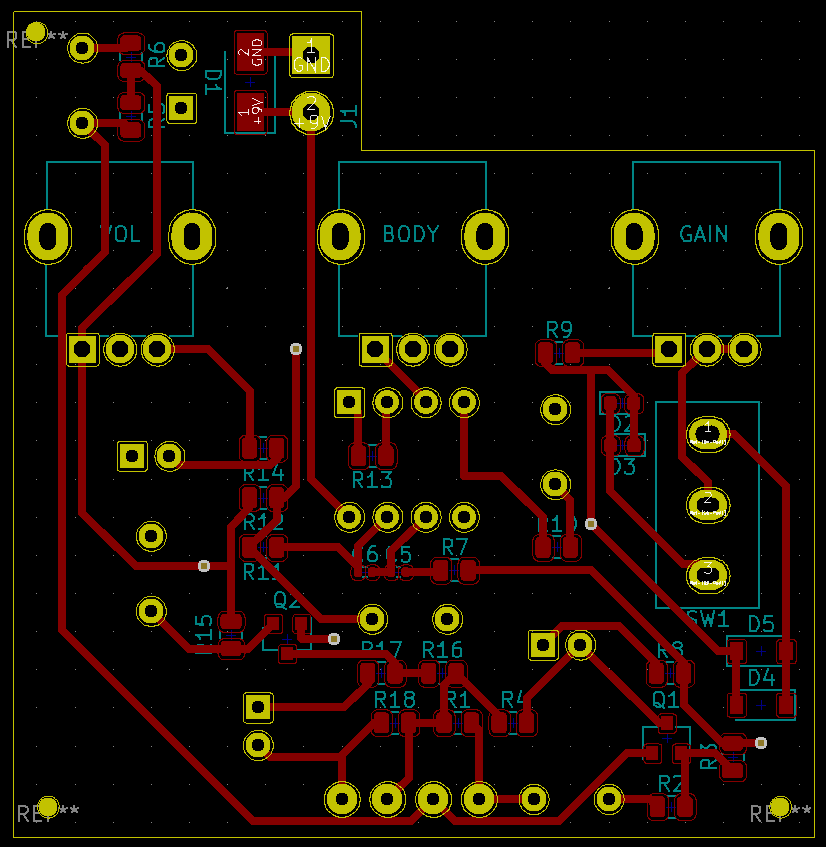 REF**
R6
D1
2
GND
1
GND
R5
1
+9V
2
+9V
J1
VOL
BODY
GAIN
R9
D2
1
D3
R14
R13
2
R12
R10
R11
C6
C5
R7
3
Q2
SW1
R15
D5
R17
R16
R8
D4
Q1
R18
R1
R4
R3
R2
REF**
REF**